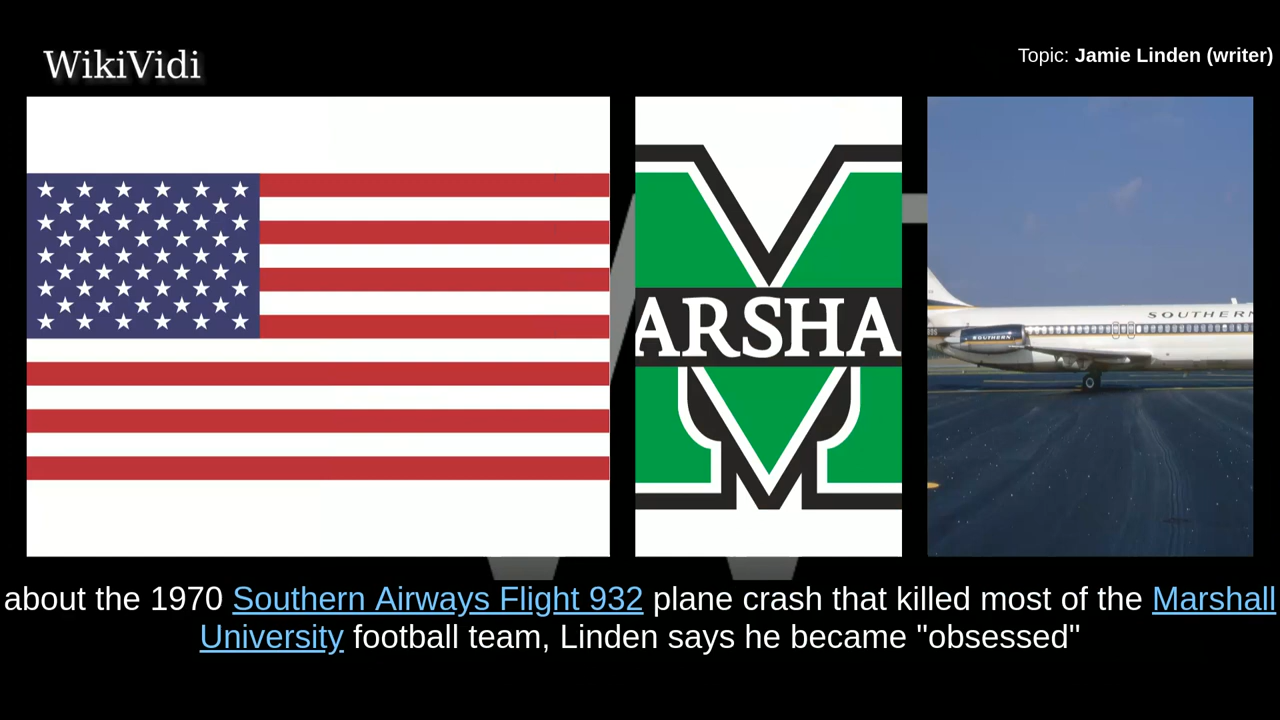 WikiVidi
Topic: Jamie Linden (writer)
ARSHA
SOUTHERN
SOUTHERN
about the 1970 Southern Airways Flight 932 plane crash that killed most of the Marshall
University football team, Linden says he became "obsessed"